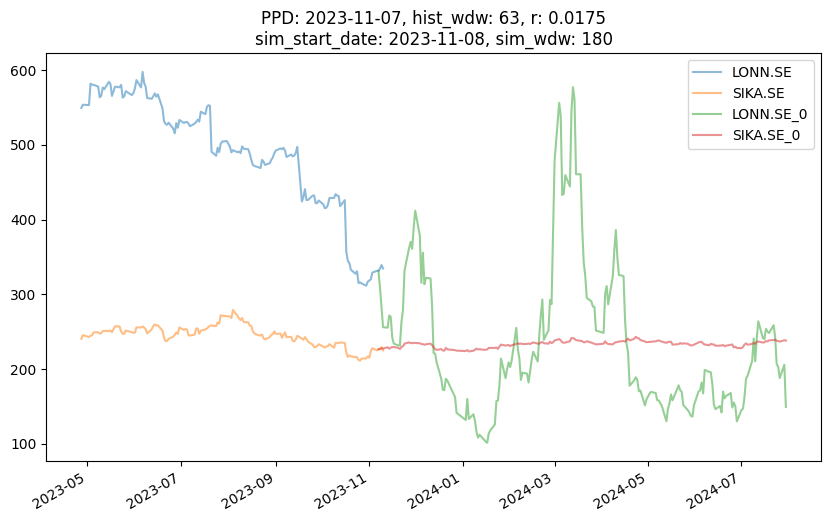 PPD: 2023-11-07, hist_wdw: 63, r: 0.0175
sim_start_date: 2023-11-08, sim_wdw: 180
LONN.SE
SIKA.SE
LONN.SE_0
SIKA.SE_0
600
500
400
300
200
100
2023-05
2023-07
2023-09
2023-11
2024-01
2024-03
2024-05
2024-07